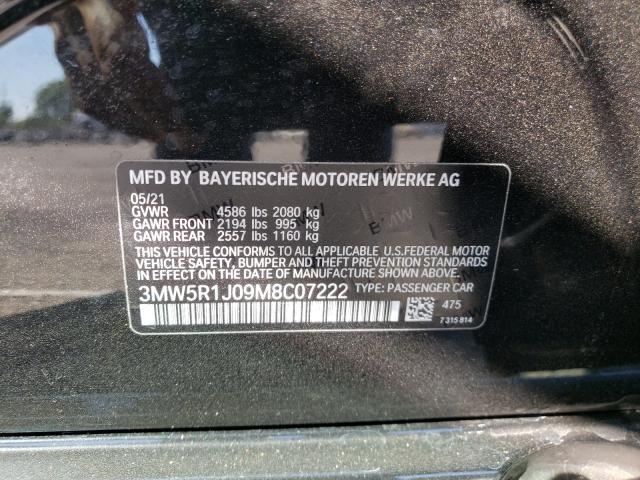 MFD BY BAYERISCHE MOTOREN WERKE AG
05/21
GVWR 4586 lbs 2080 kg
GAWR FRONT 2194 lbs 995 kg
GAWR REAR 2557 lbs 1160 kg
THIS VEHICLE CONFORMS TO ALL APPLICABLE U.S.FEDERAL MOTOR
VEHICLE SAFETY, BUMPER AND THEFT PREVENTION STANDARDS
IN EFFECT ON THE DATE OF MANUFACTURE SHOWN ABOVE.
3MW5R1J09M8C07222 TYPE: PASSENGER CAR
475
7 315 814
BMW
BMW
BMW